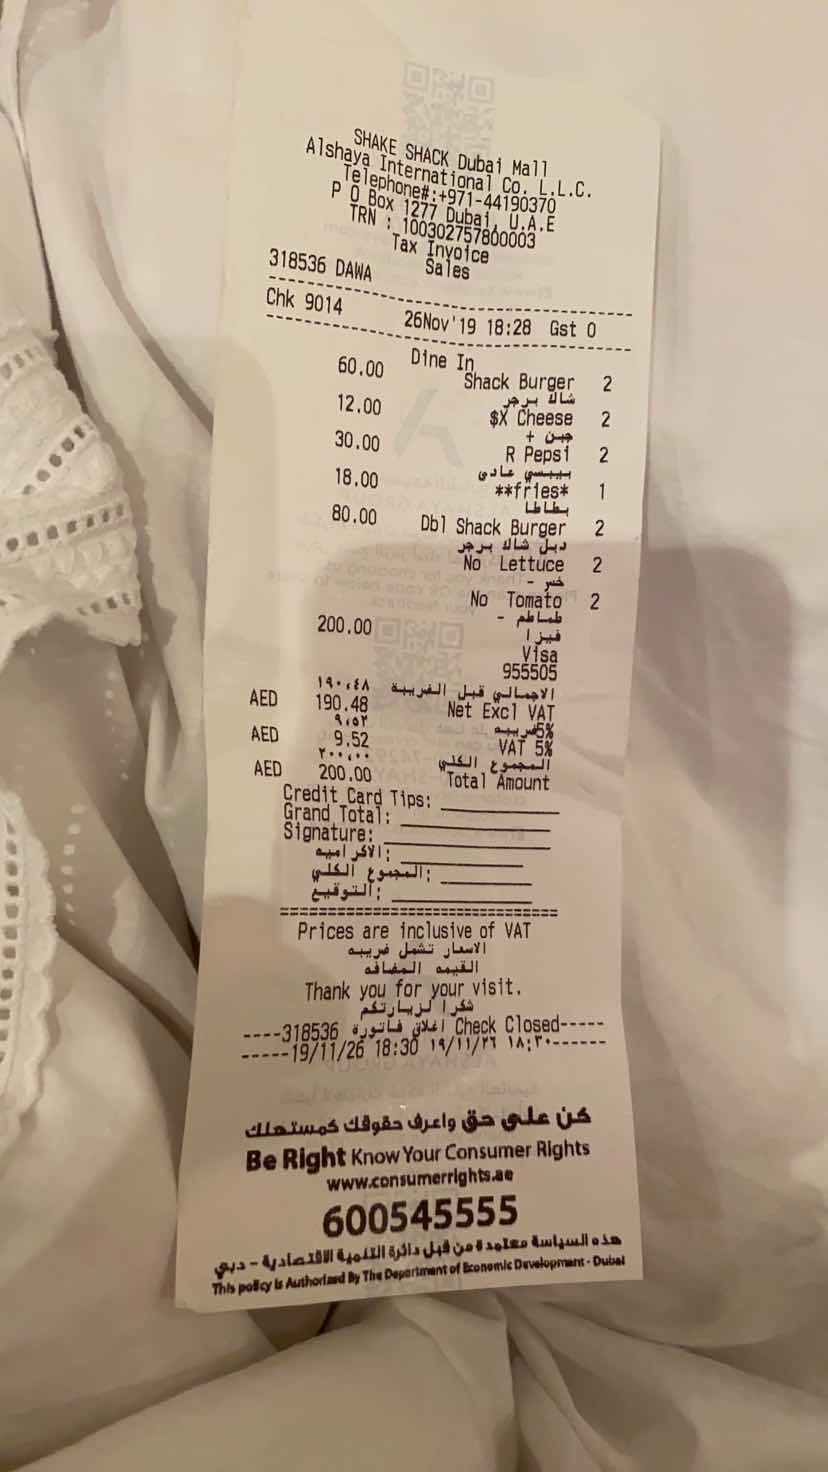 SHAKE SHACK Dubai Mall
Alshaya International Co. L.L.C.
Telephone#:+971-44190370
P O Box 1277 Dubai, U.A.E
TRN : 100302757800003
Tax Invoice
Sales
318536 DAWA
Chk 9014 26Nov'19 18:28 Gst 0
Dine In
60.00 Shack Burger 2
شاك برجر
12.00 $X Cheese 2
جبن +
30.00 R Pepsi 2
بيبسي عادى
18.00 **fries* 1
بطاطا
80.00 Dbl Shack Burger 2
دبل شاك برجر
No Lettuce 2
خس -
No Tomato 2
طماطم -
200.00 فيزا
Visa
955505
١٩٠،٤٨ الاجمالي قبل الضريبة
AED 190.48 Net Excl VAT
٩،٥٢ ضريبه5%
AED 9.52 VAT 5%
٢٠٠،٠٠ المجموع الكلي
AED 200.00 Total Amount
Credit Card Tips: ____________
Grand Total: _______________
Signature: _________________
الاكراميه: ____________
المجموع الكلي: _________
التوقيع: ______________
==============================
Prices are inclusive of VAT
الاسعار تشمل ضريبه
القيمه المضافه
Thank you for your visit.
شكرا لزيارتكم
----318536 اغلاق فاتورة Check Closed-----
-----19/11/26 18:30 ١٩/١١/٢٦ ١٨:٣٠------
كن على حق واعرف حقوقك كمستهلك
Be Right Know Your Consumer Rights
www.consumerrights.ae
600545555
هذه السياسة معتمدة من قبل دائرة التنمية الاقتصادية - دبي
This policy is Authorized By The Department of Economic Development - Dubai